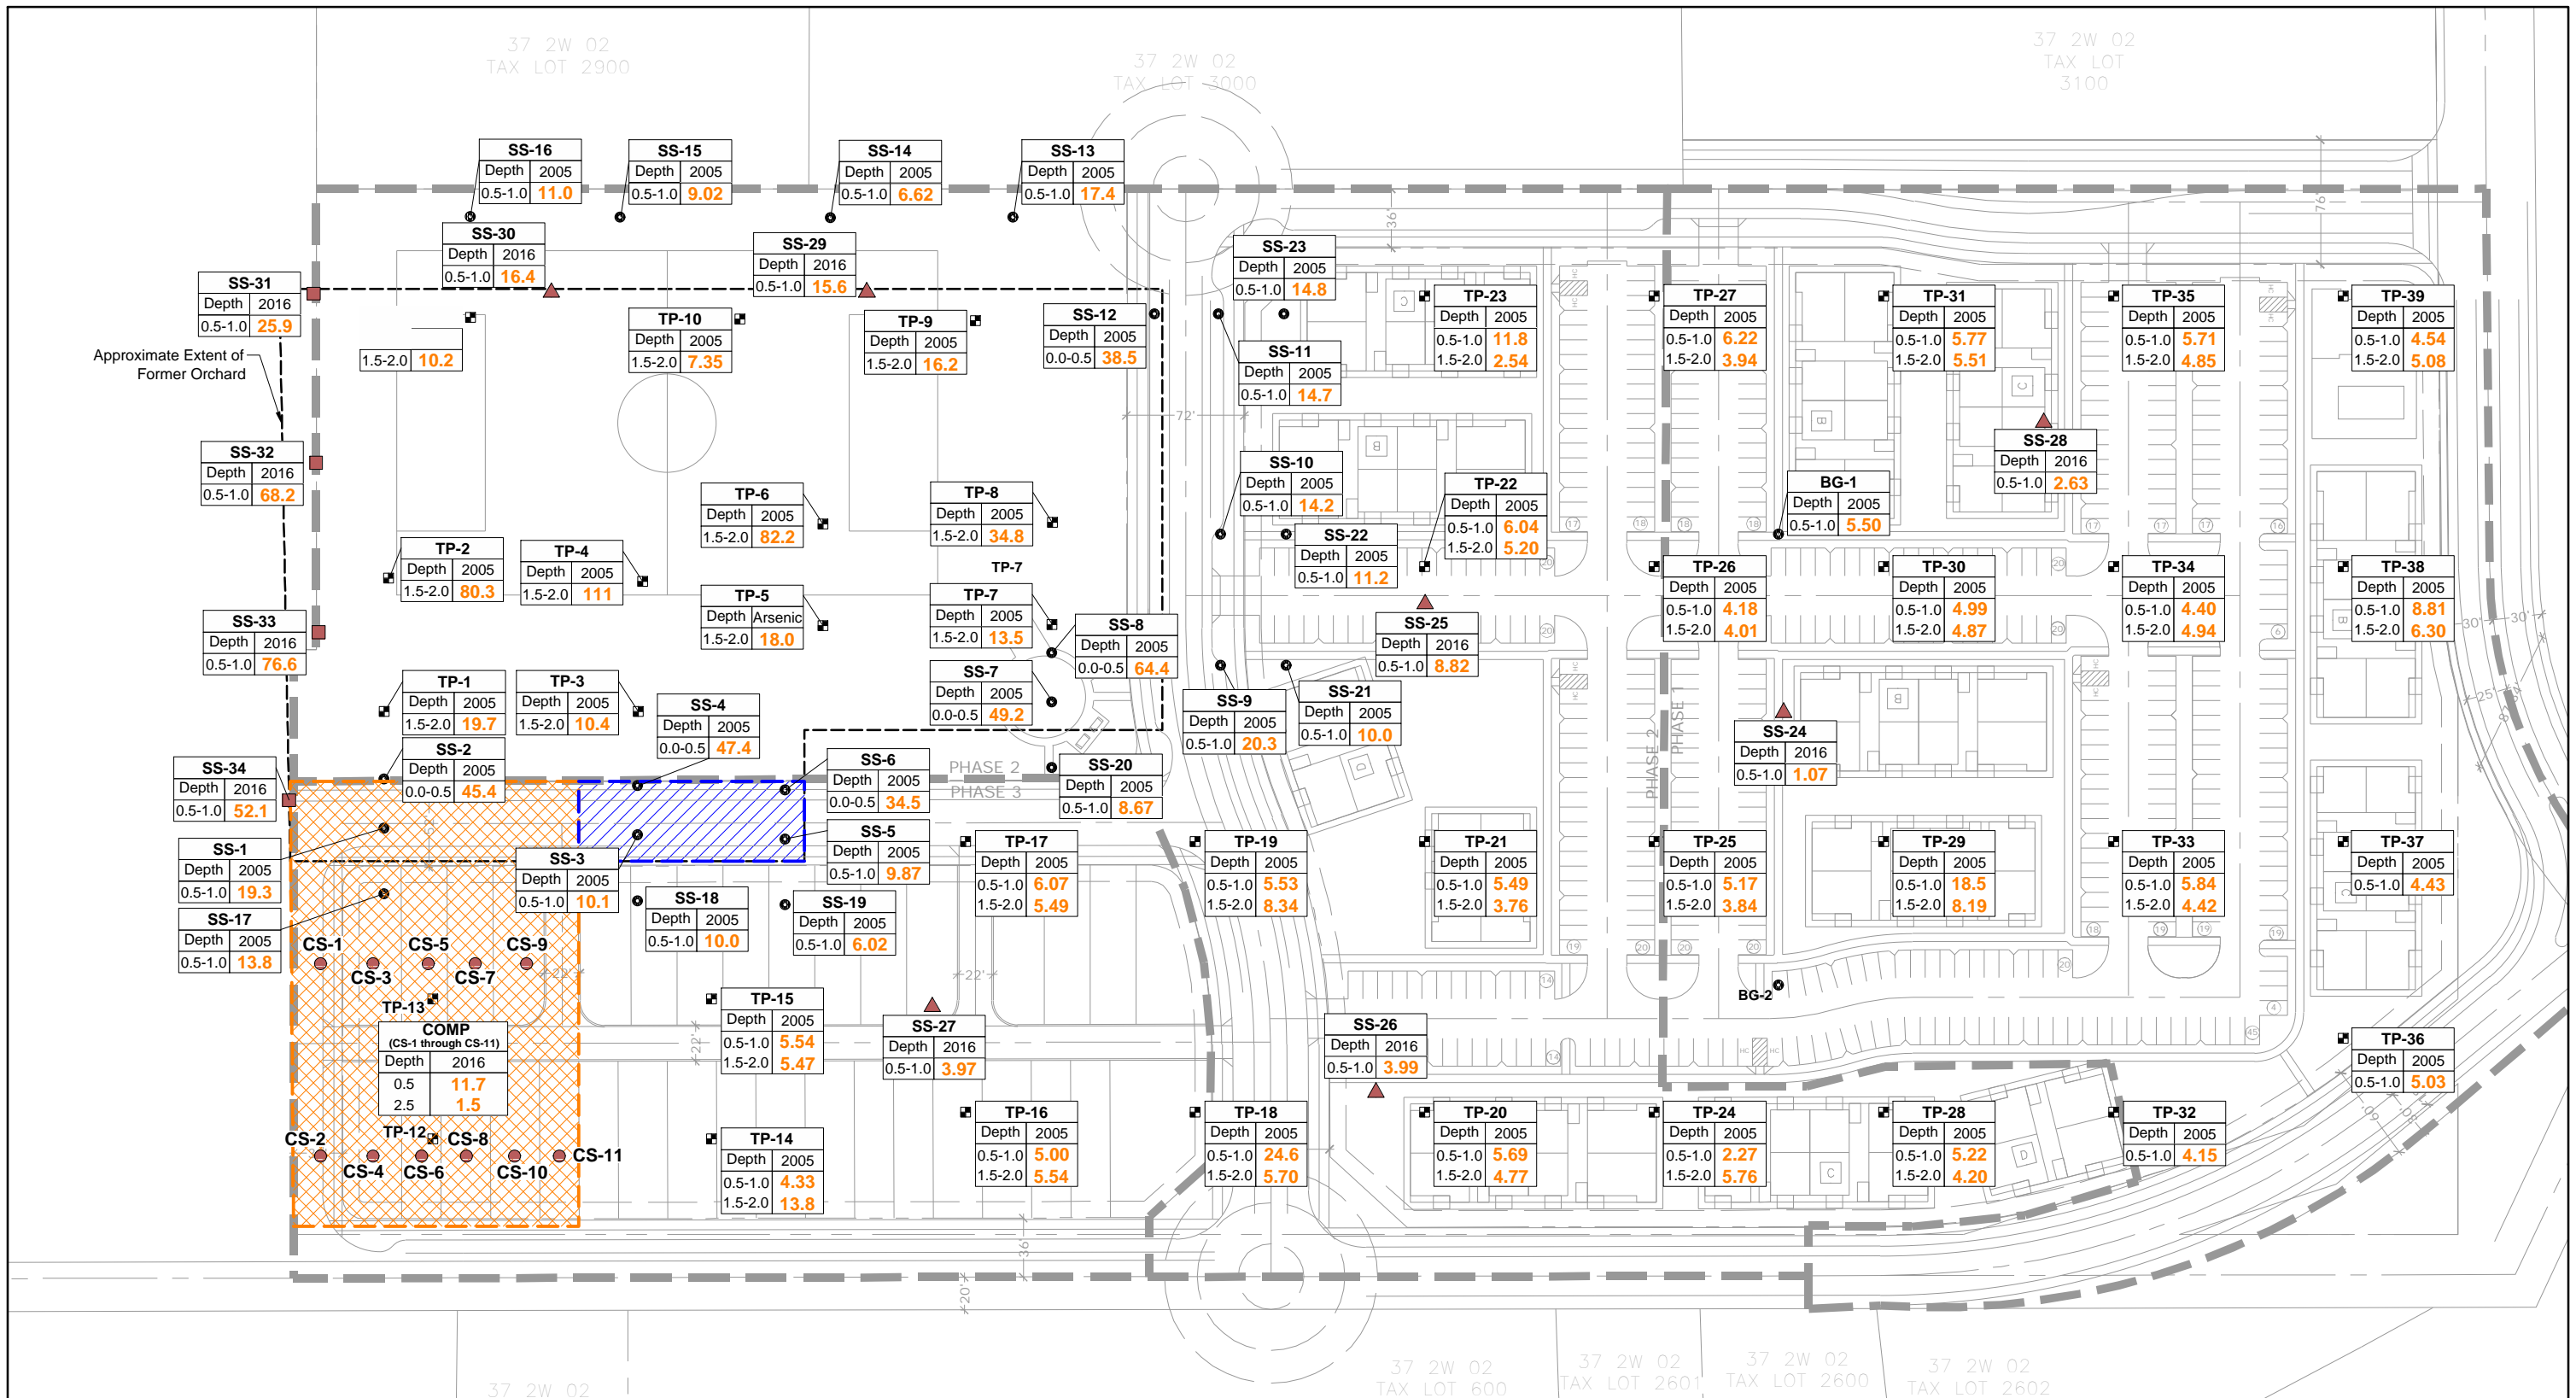 37 2W 02
TAX LOT 2900
37 2W 02
TAX LOT 3000
37 2W 02
TAX LOT
3100
SS-16
Depth 2005
0.5-1.0 11.0
SS-15
Depth 2005
0.5-1.0 9.02
SS-14
Depth 2005
0.5-1.0 6.62
SS-13
Depth 2005
0.5-1.0 17.4
36'
76'
SS-30
Depth 2016
0.5-1.0 16.4
SS-29
Depth 2016
0.5-1.0 15.6
SS-23
Depth 2005
0.5-1.0 14.8
SS-31
Depth 2016
0.5-1.0 25.9
Approximate Extent of
Former Orchard
1.5-2.0 10.2
TP-10
Depth 2005
1.5-2.0 7.35
TP-9
Depth 2005
1.5-2.0 16.2
SS-12
Depth 2005
0.0-0.5 38.5
SS-11
Depth 2005
0.5-1.0 14.7
TP-23
Depth 2005
0.5-1.0 11.8
1.5-2.0 2.54
TP-27
Depth 2005
0.5-1.0 6.22
1.5-2.0 3.94
TP-31
Depth 2005
0.5-1.0 5.77
1.5-2.0 5.51
TP-35
Depth 2005
0.5-1.0 5.71
1.5-2.0 4.85
TP-39
Depth 2005
0.5-1.0 4.54
1.5-2.0 5.08
72'
SS-32
Depth 2016
0.5-1.0 68.2
SS-10
Depth 2005
0.5-1.0 14.2
SS-28
Depth 2016
0.5-1.0 2.63
TP-6
Depth 2005
1.5-2.0 82.2
TP-8
Depth 2005
1.5-2.0 34.8
TP-22
Depth 2005
0.5-1.0 6.04
1.5-2.0 5.20
BG-1
Depth 2005
0.5-1.0 5.50
SS-22
Depth 2005
0.5-1.0 11.2
TP-2
Depth 2005
1.5-2.0 80.3
TP-4
Depth 2005
1.5-2.0 111
TP-7
TP-5
Depth Arsenic
1.5-2.0 18.0
TP-7
Depth 2005
1.5-2.0 13.5
TP-26
Depth 2005
0.5-1.0 4.18
1.5-2.0 4.01
TP-30
Depth 2005
0.5-1.0 4.99
1.5-2.0 4.87
TP-34
Depth 2005
0.5-1.0 4.40
1.5-2.0 4.94
TP-38
Depth 2005
0.5-1.0 8.81
1.5-2.0 6.30
30'
30'
SS-33
Depth 2016
0.5-1.0 76.6
SS-8
Depth 2005
0.0-0.5 64.4
SS-25
Depth 2016
0.5-1.0 8.82
TP-1
Depth 2005
1.5-2.0 19.7
TP-3
Depth 2005
1.5-2.0 10.4
SS-4
Depth 2005
0.0-0.5 47.4
SS-7
Depth 2005
0.0-0.5 49.2
SS-9
Depth 2005
0.5-1.0 20.3
SS-21
Depth 2005
0.5-1.0 10.0
PHASE 2
PHASE 1
25'
SS-24
Depth 2016
0.5-1.0 1.07
SS-2
Depth 2005
0.0-0.5 45.4
SS-34
Depth 2016
0.5-1.0 52.1
SS-6
Depth 2005
0.0-0.5 34.5
PHASE 2
PHASE 3
SS-20
Depth 2005
0.5-1.0 8.67
52'
SS-1
Depth 2005
0.5-1.0 19.3
SS-3
Depth 2005
0.5-1.0 10.1
SS-5
Depth 2005
0.5-1.0 9.87
TP-17
Depth 2005
0.5-1.0 6.07
1.5-2.0 5.49
TP-19
Depth 2005
0.5-1.0 5.53
1.5-2.0 8.34
TP-21
Depth 2005
0.5-1.0 5.49
1.5-2.0 3.76
TP-25
Depth 2005
0.5-1.0 5.17
1.5-2.0 3.84
TP-29
Depth 2005
0.5-1.0 18.5
1.5-2.0 8.19
TP-33
Depth 2005
0.5-1.0 5.84
1.5-2.0 4.42
TP-37
Depth 2005
0.5-1.0 4.43
SS-17
Depth 2005
0.5-1.0 13.8
SS-18
Depth 2005
0.5-1.0 10.0
SS-19
Depth 2005
0.5-1.0 6.02
CS-1
CS-5
CS-9
CS-3
CS-7
22'
22'
TP-13
BG-2
COMP
(CS-1 through CS-11)
Depth 2016
0.5 11.7
2.5 1.5
22'
TP-15
Depth 2005
0.5-1.0 5.54
1.5-2.0 5.47
SS-27
Depth 2016
0.5-1.0 3.97
SS-26
Depth 2016
0.5-1.0 3.99
TP-36
Depth 2005
0.5-1.0 5.03
CS-2
TP-12
CS-8
CS-11
CS-4
CS-6
CS-10
TP-14
Depth 2005
0.5-1.0 4.33
1.5-2.0 13.8
TP-16
Depth 2005
0.5-1.0 5.00
1.5-2.0 5.54
TP-18
Depth 2005
0.5-1.0 24.6
1.5-2.0 5.70
TP-20
Depth 2005
0.5-1.0 5.69
1.5-2.0 4.77
TP-24
Depth 2005
0.5-1.0 2.27
1.5-2.0 5.76
TP-28
Depth 2005
0.5-1.0 5.22
1.5-2.0 4.20
TP-32
Depth 2005
0.5-1.0 4.15
36'
20'
37 2W 02
37 2W 02
TAX LOT 600
37 2W 02
TAX LOT 2601
37 2W 02
TAX LOT 2600
37 2W 02
TAX LOT 2602